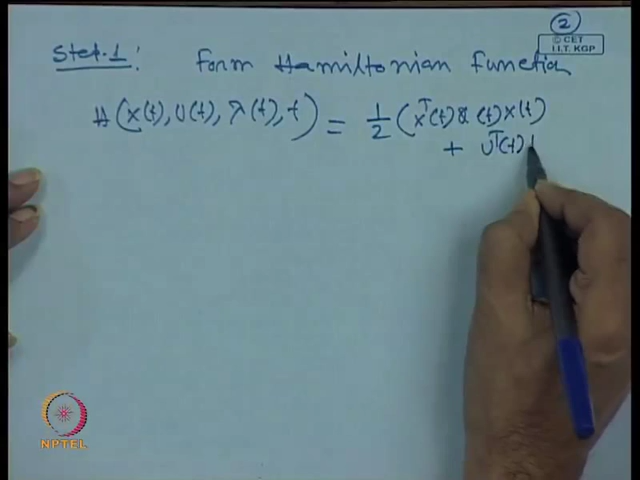 2
© CET
I.I.T. KGP
Step-1: Form Hamiltonian Function
H(x(t), u(t), λ(t), t) = 1/2 (xᵀ(t) Q(t) x(t)
+ uᵀ(t)
NPTEL